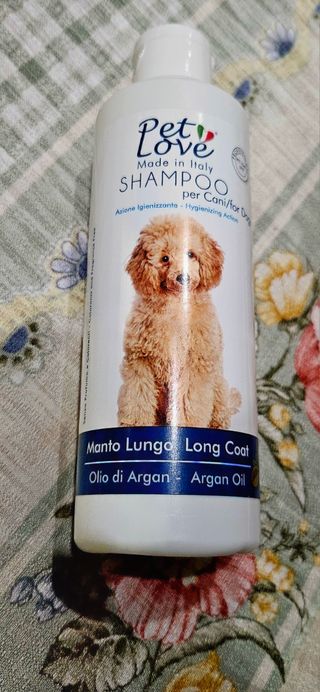 Pet
Love
Made in Italy
SHAMPOO
per Cani/for Dogs
Azione Igienizzante - Hygienizing Action
Manto Lungo Long Coat
Olio di Argan - Argan Oil